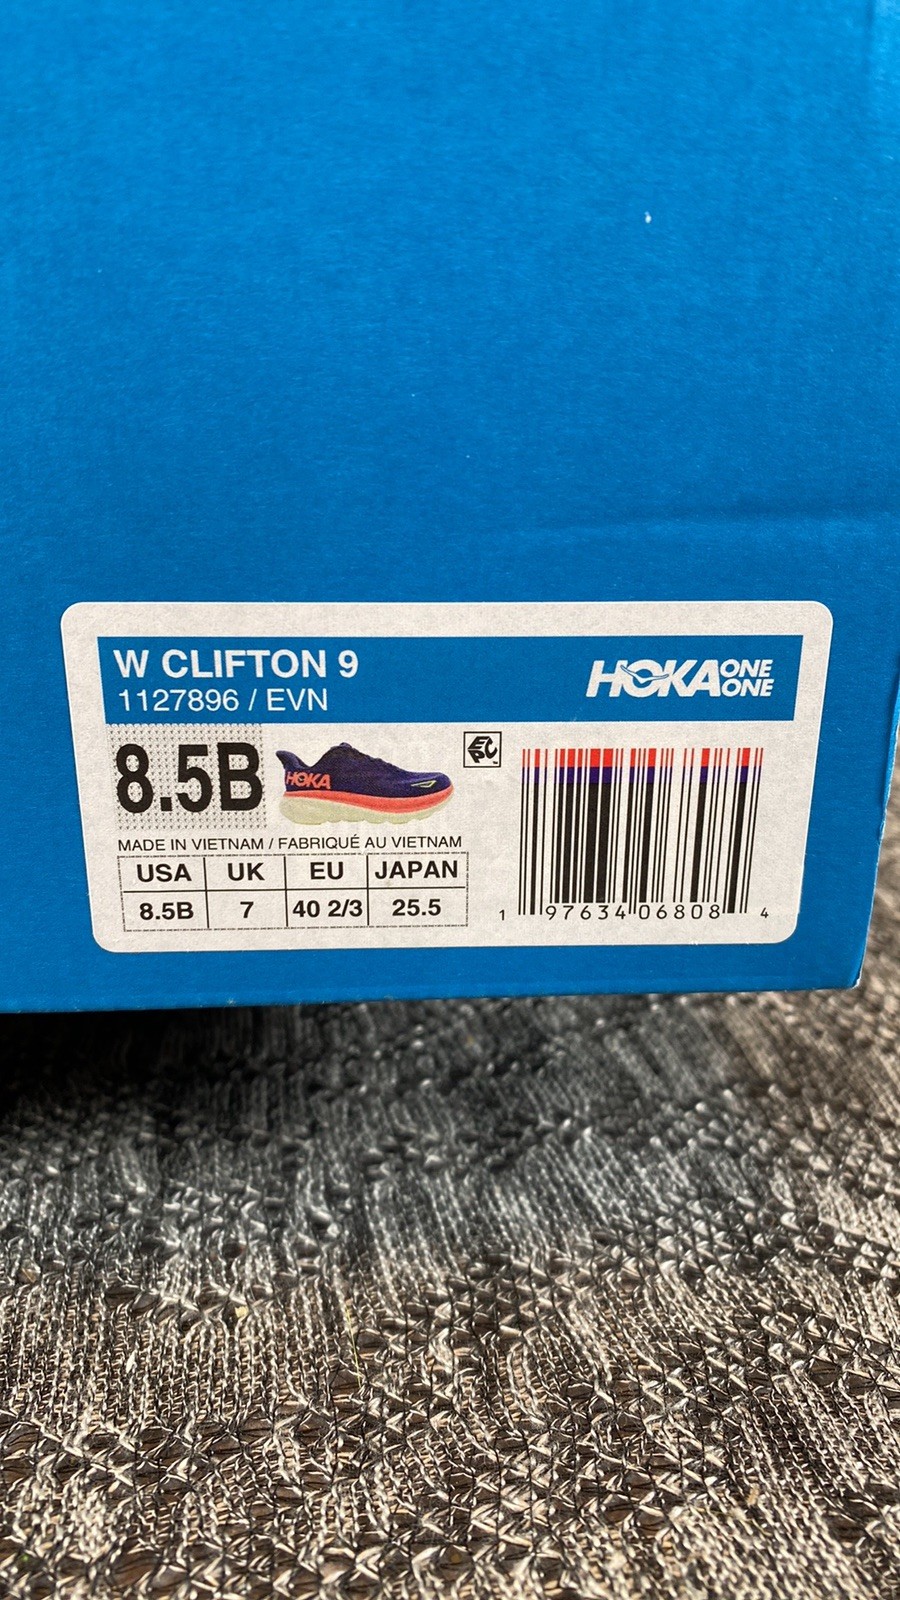 W CLIFTON 9
1127896 / EVN
HOKA ONE ONE
8.5B
HOKA
EPC
MADE IN VIETNAM / FABRIQUÉ AU VIETNAM
USA UK EU JAPAN
8.5B 7 40 2/3 25.5
1 97634 06808 4